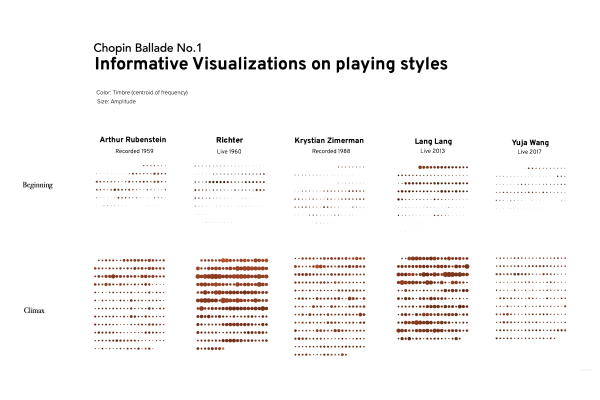 Chopin Ballade No.1
Informative Visualizations on playing styles
Color: Timbre (centroid of frequency)
Size: Amplitude
Arthur Rubenstein
Recorded 1959
Richter
Live 1960
Krystian Zimerman
Recorded 1988
Lang Lang
Live 2013
Yuja Wang
Live 2017
Beginning
Climax